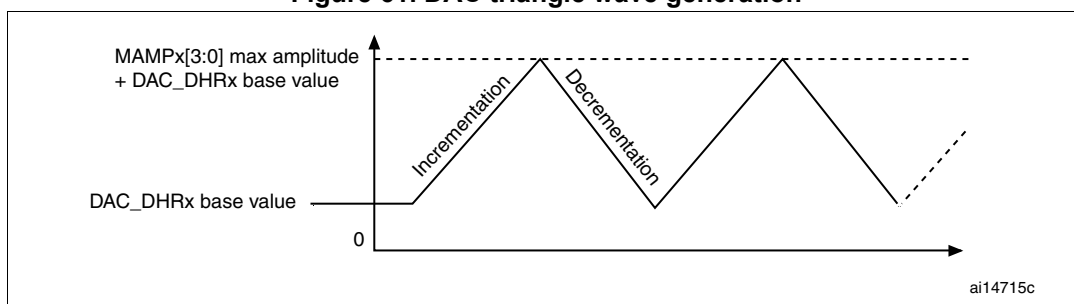 MAMPx[3:0] max amplitude
+ DAC_DHRx base value
Incrementation
Decrementation
DAC_DHRx base value
0
ai14715c